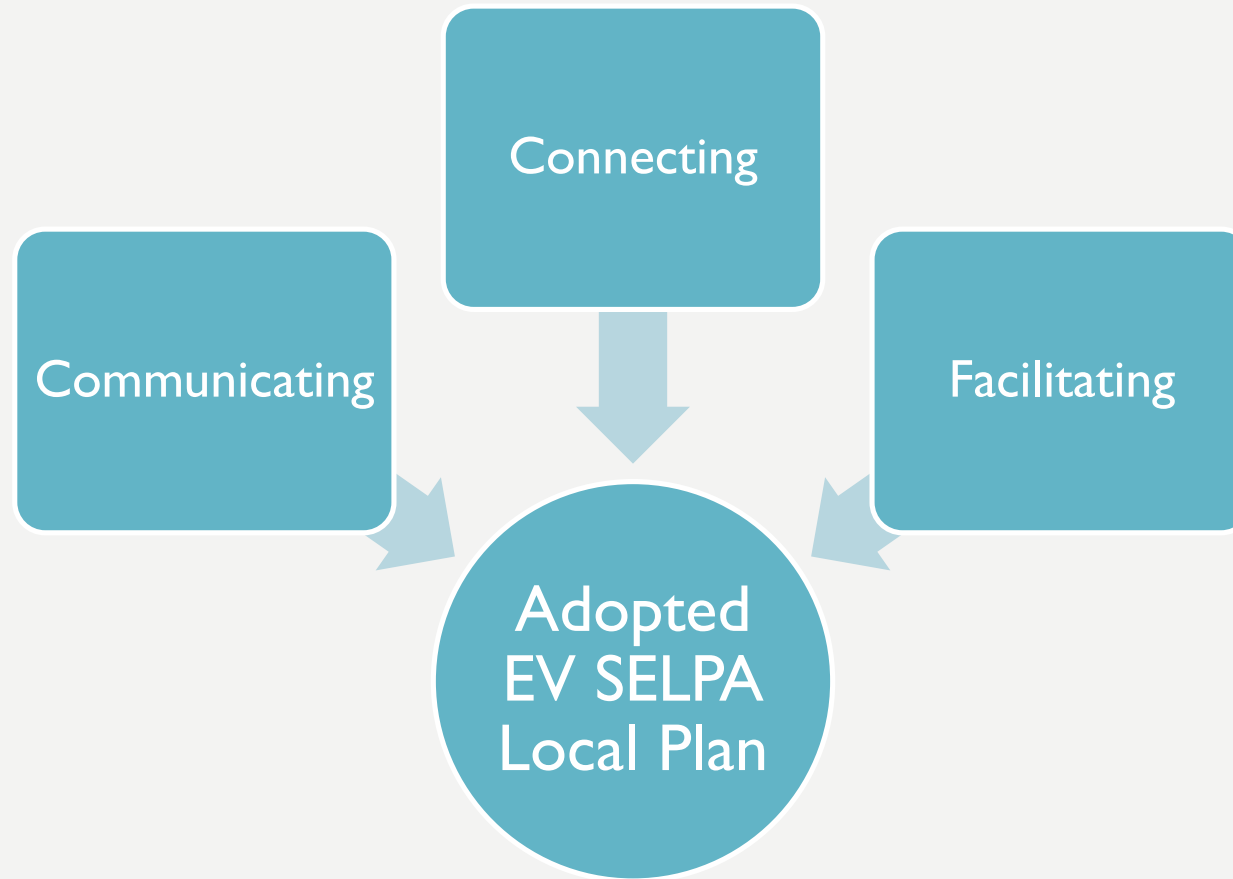 Connecting
Communicating
Facilitating
Adopted
EV SELPA
Local Plan